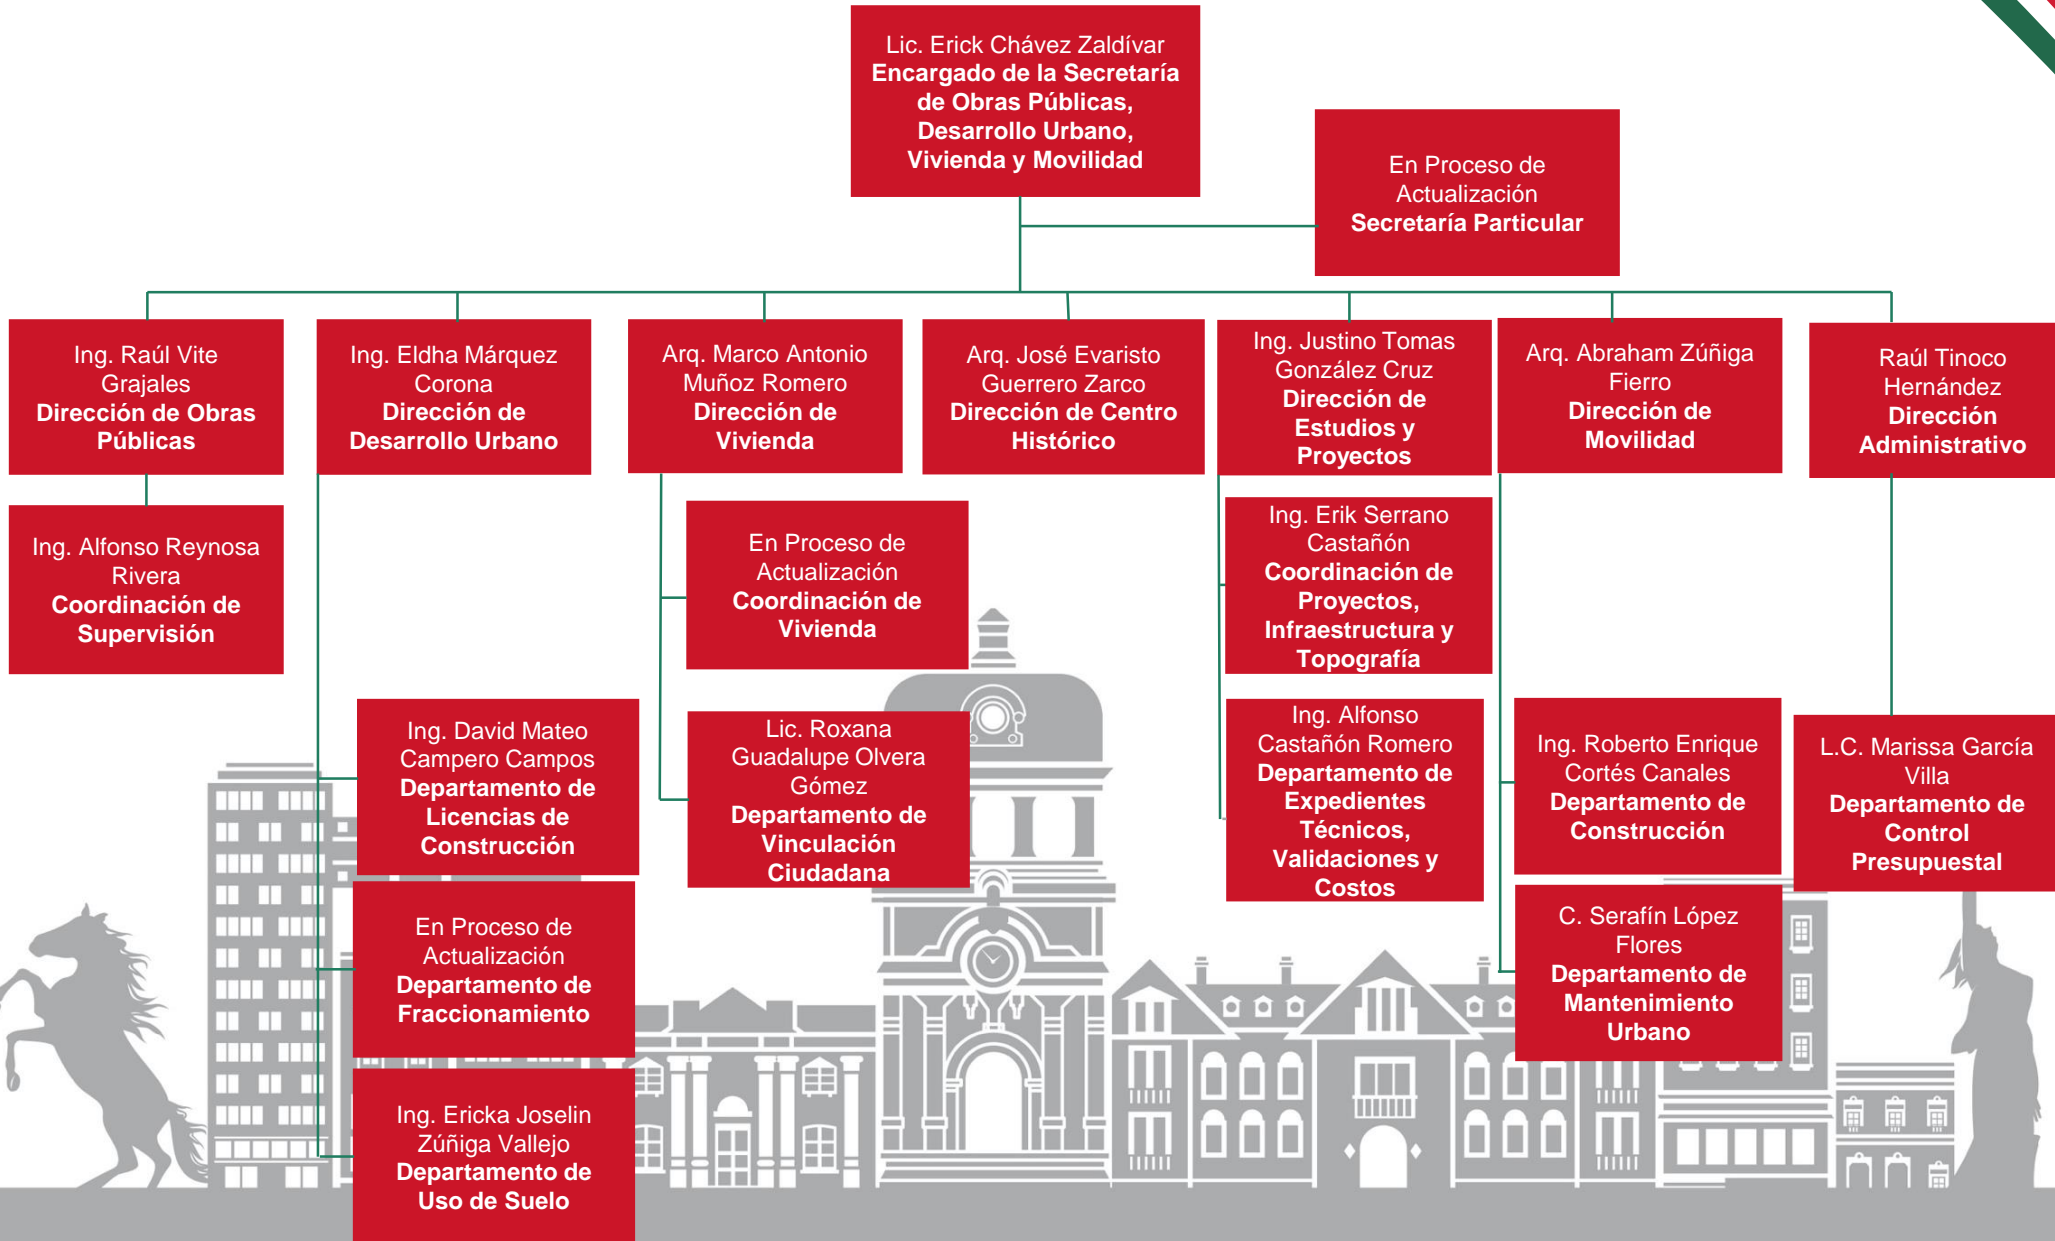 Lic. Erick Chávez Zaldívar
Encargado de la Secretaría
de Obras Públicas,
Desarrollo Urbano,
Vivienda y Movilidad
En Proceso de
Actualización
Secretaría Particular
Ing. Raúl Vite
Grajales
Dirección de Obras
Públicas
Ing. Eldha Márquez
Corona
Dirección de
Desarrollo Urbano
Arq. Marco Antonio
Muñoz Romero
Dirección de
Vivienda
Arq. José Evaristo
Guerrero Zarco
Dirección de Centro
Histórico
Ing. Justino Tomas
González Cruz
Dirección de
Estudios y
Proyectos
Arq. Abraham Zúñiga
Fierro
Dirección de
Movilidad
Raúl Tinoco
Hernández
Dirección
Administrativo
Ing. Alfonso Reynosa
Rivera
Coordinación de
Supervisión
En Proceso de
Actualización
Coordinación de
Vivienda
Ing. Erik Serrano
Castañón
Coordinación de
Proyectos,
Infraestructura y
Topografía
Ing. David Mateo
Campero Campos
Departamento de
Licencias de
Construcción
Lic. Roxana
Guadalupe Olvera
Gómez
Departamento de
Vinculación
Ciudadana
Ing. Alfonso
Castañón Romero
Departamento de
Expedientes
Técnicos,
Validaciones y
Costos
Ing. Roberto Enrique
Cortés Canales
Departamento de
Construcción
L.C. Marissa García
Villa
Departamento de
Control
Presupuestal
En Proceso de
Actualización
Departamento de
Fraccionamiento
C. Serafín López
Flores
Departamento de
Mantenimiento
Urbano
Ing. Ericka Joselin
Zúñiga Vallejo
Departamento de
Uso de Suelo